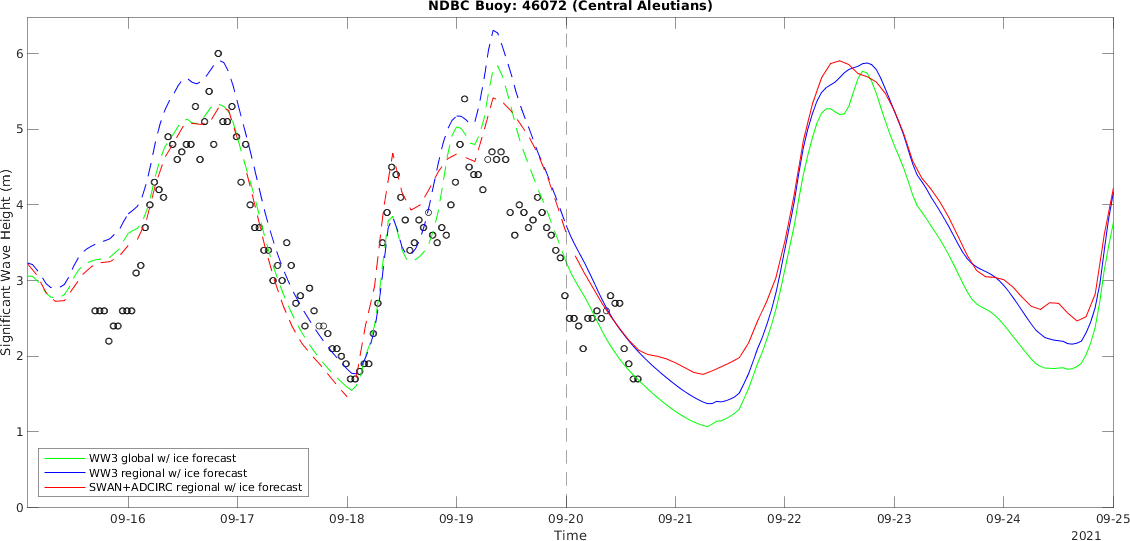 NDBC Buoy: 46072 (Central Aleutians)
Significant Wave Height (m)
6
5
4
3
2
1
0
WW3 global w/ ice forecast
WW3 regional w/ ice forecast
SWAN+ADCIRC regional w/ ice forecast
09-16 09-17 09-18 09-19 09-20 09-21 09-22 09-23 09-24 09-25
Time
2021